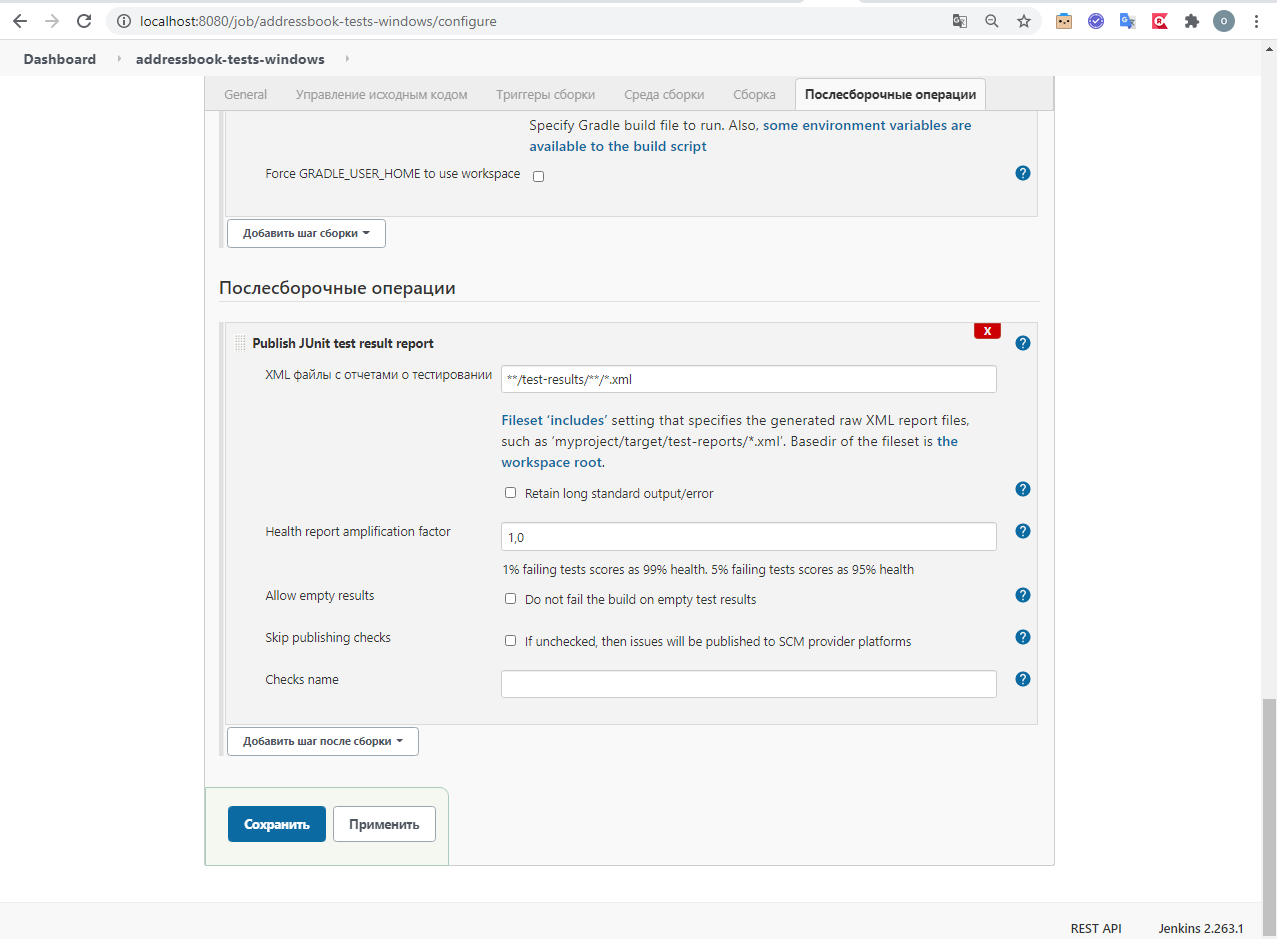 localhost:8080/job/addressbook-tests-windows/configure
Dashboard
addressbook-tests-windows
General
Управление исходным кодом
Триггеры сборки
Среда сборки
Сборка
Послесборочные операции
Specify Gradle build file to run. Also, some environment variables are
available to the build script
Force GRADLE_USER_HOME to use workspace
?
Добавить шаг сборки
Послесборочные операции
X
Publish JUnit test result report
?
XML файлы с отчетами о тестировании
**/test-results/**/*.xml
Fileset ‘includes’ setting that specifies the generated raw XML report files,
such as ‘myproject/target/test-reports/*.xml’. Basedir of the fileset is the
workspace root.
Retain long standard output/error
?
Health report amplification factor
1,0
?
1% failing tests scores as 99% health. 5% failing tests scores as 95% health
Allow empty results
Do not fail the build on empty test results
?
Skip publishing checks
If unchecked, then issues will be published to SCM provider platforms
?
Checks name
?
Добавить шаг после сборки
Сохранить
Применить
REST API
Jenkins 2.263.1